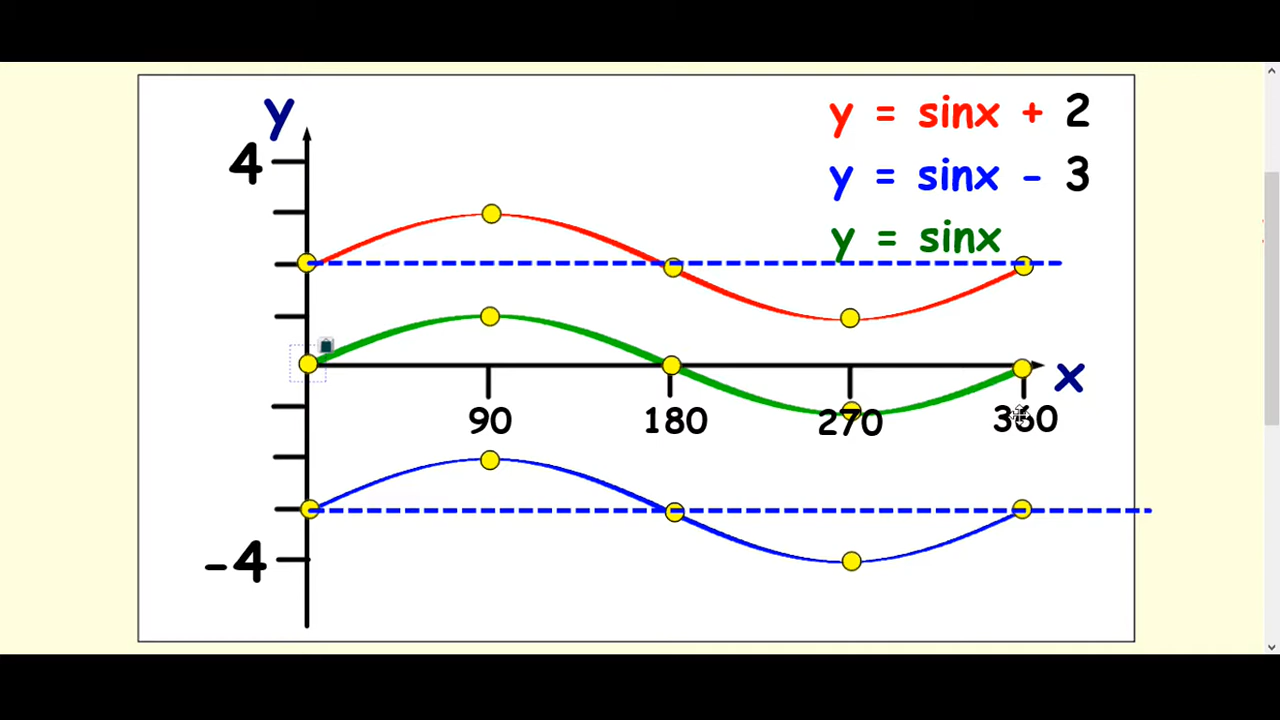 y
y = sinx + 2
4
y = sinx - 3
y = sinx
x
90 180 270 360
-4